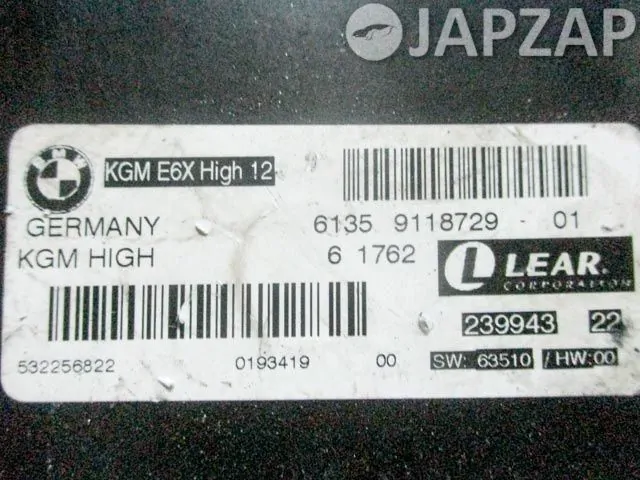 JAPZAP
BMW
KGM E6X High 12
GERMANY 6135 9118729 - 01
KGM HIGH 6 1762
L LEAR.
CORPORATION
239943 22
532256822 0193419 00 SW: 63510 / HW:00